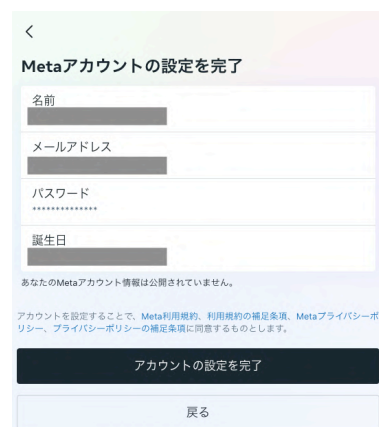 Metaアカウントの設定を完了
名前
メールアドレス
パスワード
**************
誕生日
あなたのMetaアカウント情報は公開されていません。
アカウントを設定することで、Meta利用規約、利用規約の補足条項、Metaプライバシーポ
リシー、プライバシーポリシーの補足条項に同意するものとします。
アカウントの設定を完了
戻る